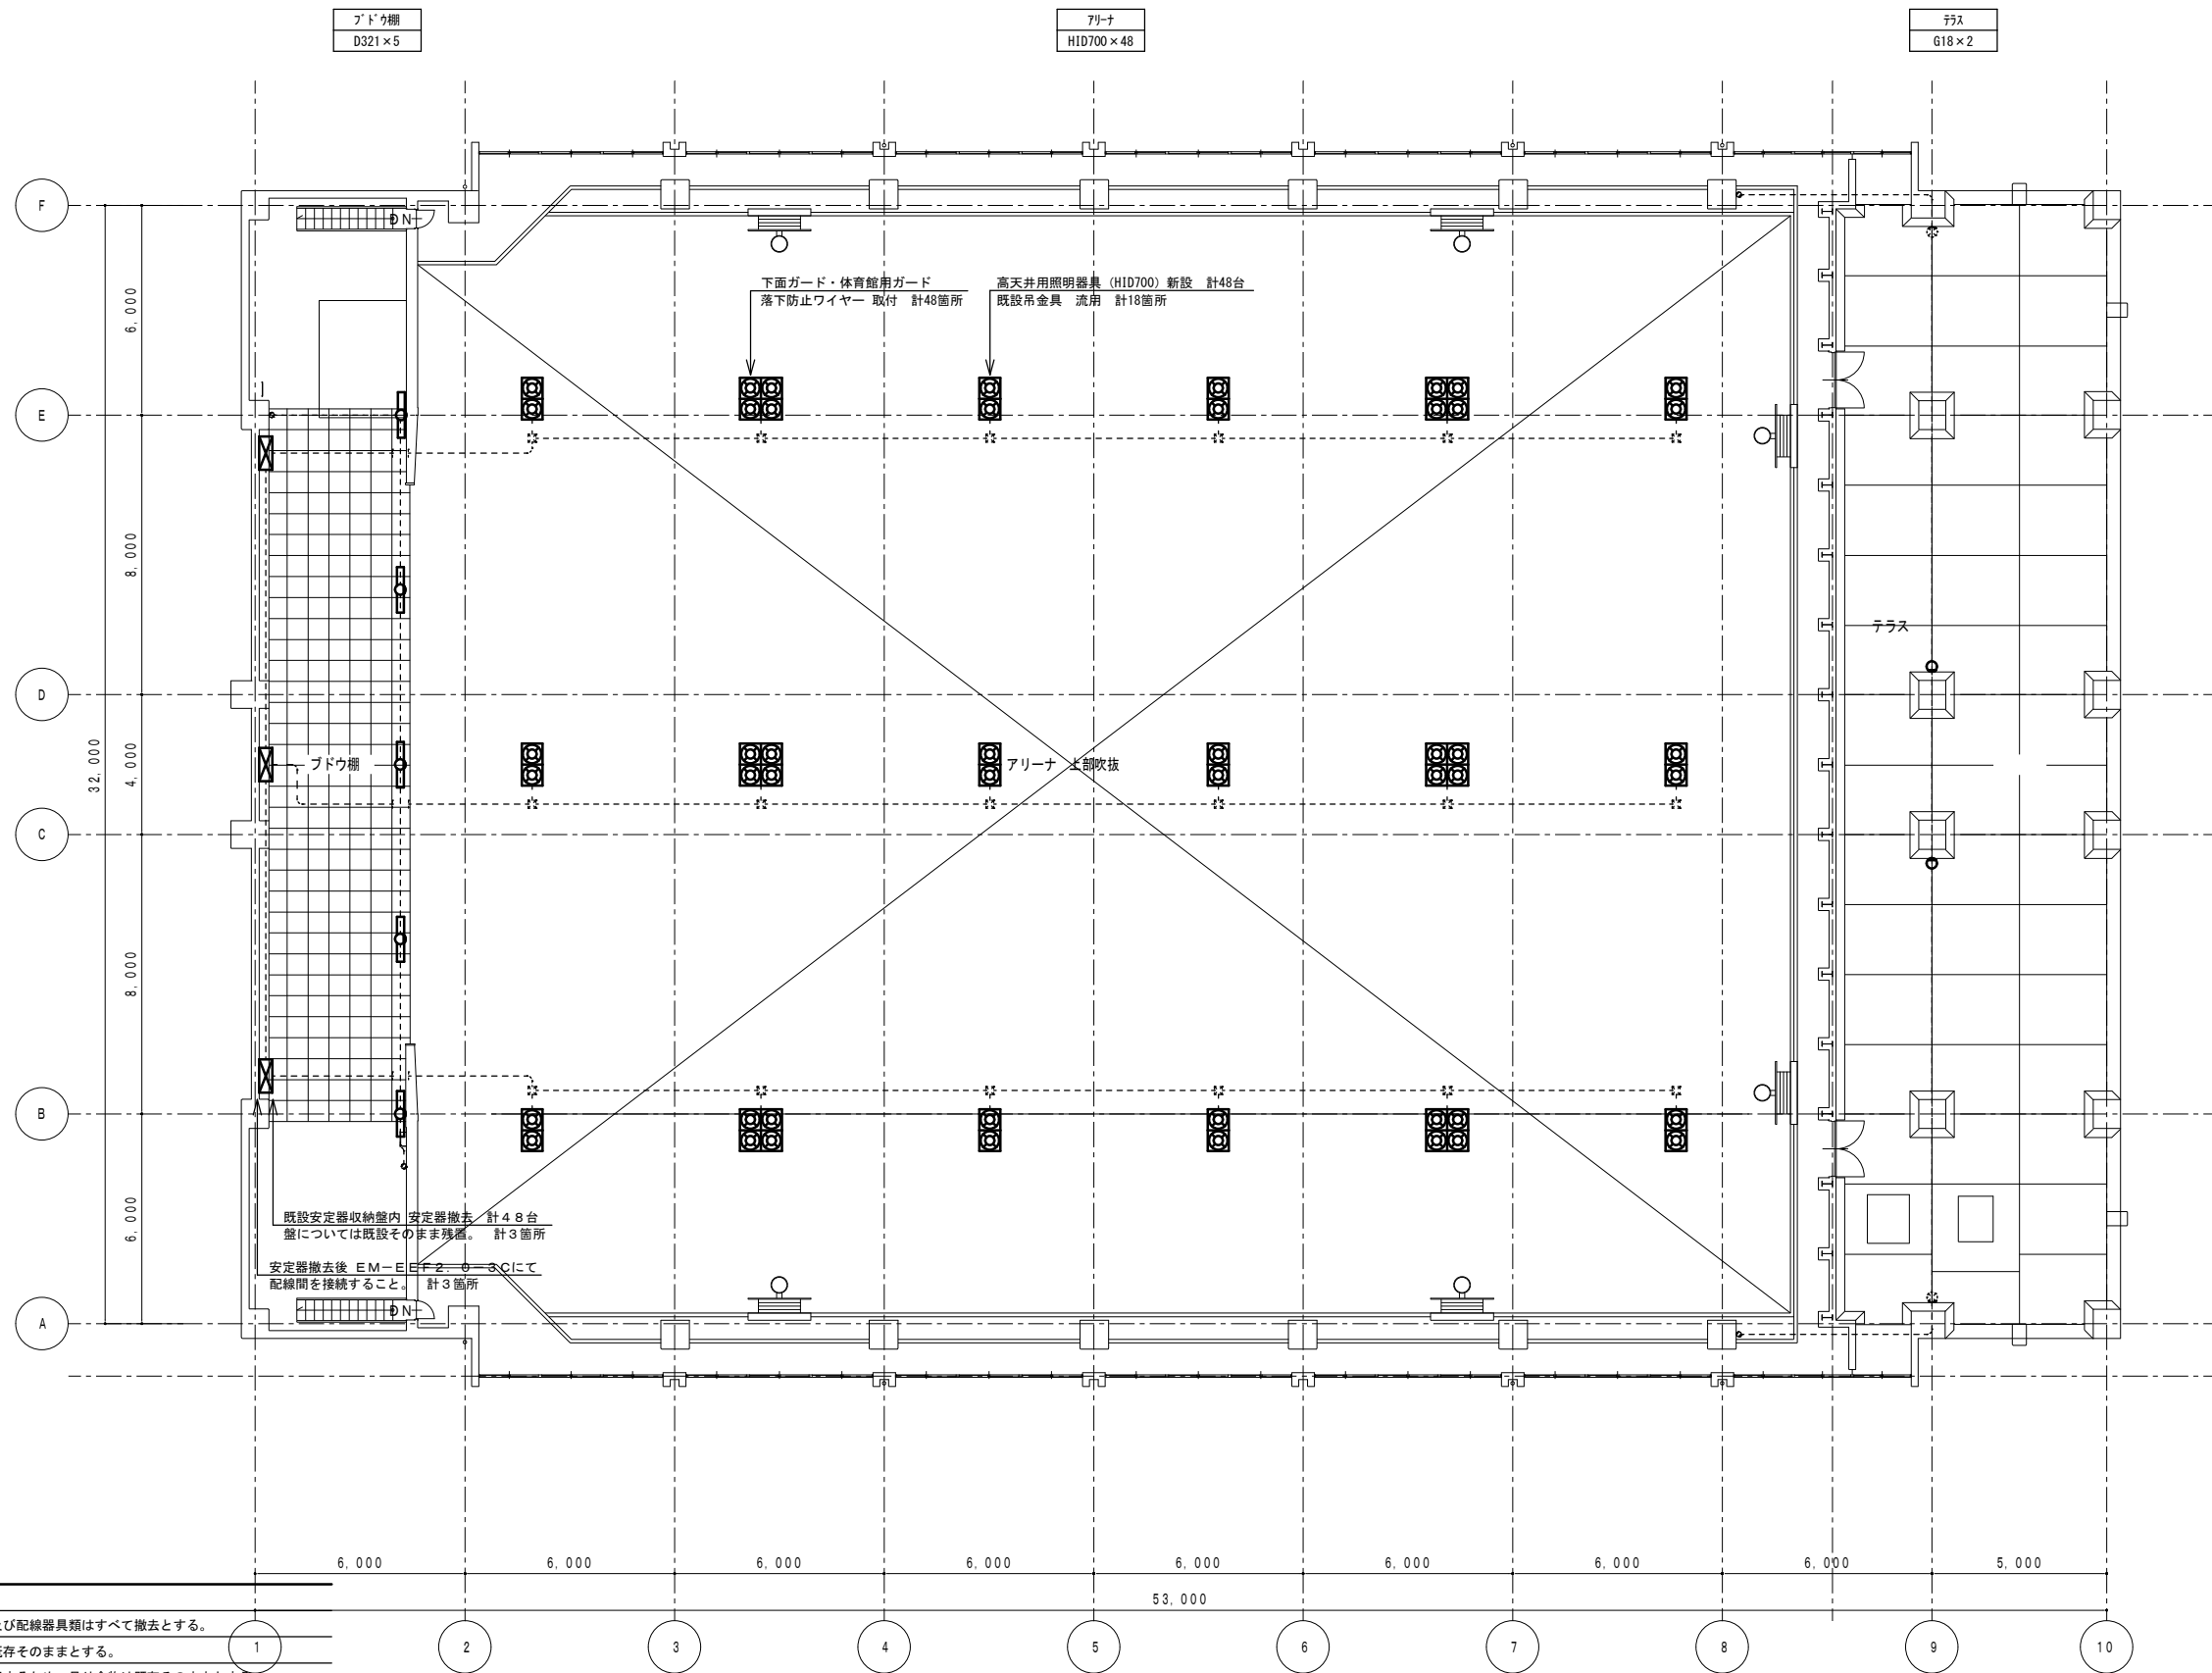 ﾌﾞﾄﾞｳ棚
D321×5
ｱﾘｰﾅ
HID700×48
ﾃﾗｽ
G18×2
F
DN
下面ガード・体育館用ガード
落下防止ワイヤー 取付　計48箇所
高天井用照明器具 (HID700) 新設　計48台
既設吊金具　流用　計18箇所
6,000
E
8,000
テラス
D
32,000
4,000
ブドウ棚
アリーナ　上部吹抜
C
8,000
B
6,000
既設安定器収納盤内 安定器撤去　計４８台
盤については既設そのまま残置。　計３箇所
安定器撤去後 ＥＭ－ＥＥＦ２．０－３Ｃにて
配線間を接続すること。　計３箇所
DN
A
6,000
6,000
6,000
6,000
6,000
6,000
6,000
6,000
5,000
53,000
び配線器具類はすべて撤去とする。
存そのままとする。
1
2
3
4
5
6
7
8
9
10